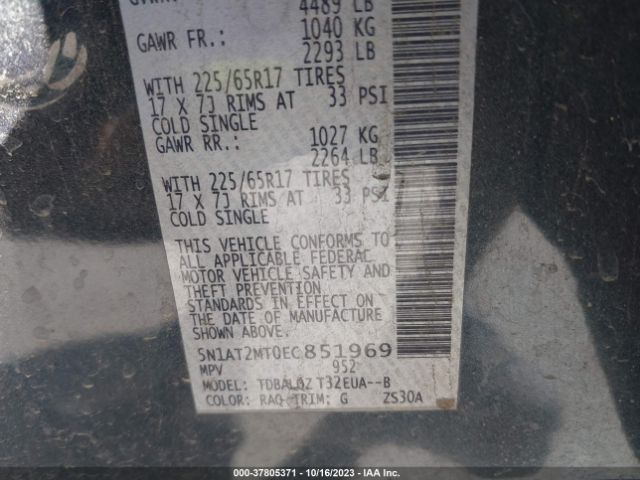 4489 LB
GAWR FR.: 1040 KG
2293 LB
WITH 225/65R17 TIRES
17 X 7J RIMS AT 33 PSI
COLD SINGLE
GAWR RR.: 1027 KG
2264 LB
WITH 225/65R17 TIRES
17 X 7J RIMS AT 33 PSI
COLD SINGLE
THIS VEHICLE CONFORMS TO
ALL APPLICABLE FEDERAL
MOTOR VEHICLE SAFETY AND
THEFT PREVENTION
STANDARDS IN EFFECT ON
THE DATE OF MANUFACTURE
SHOWN ABOVE.
5N1AT2MT0EC851969
MPV 952
MODEL: TDBALQZ T32EUA--B
COLOR: RAQ TRIM: G ZS30A
000-37805371 | 10/16/2023 | IAA Inc.